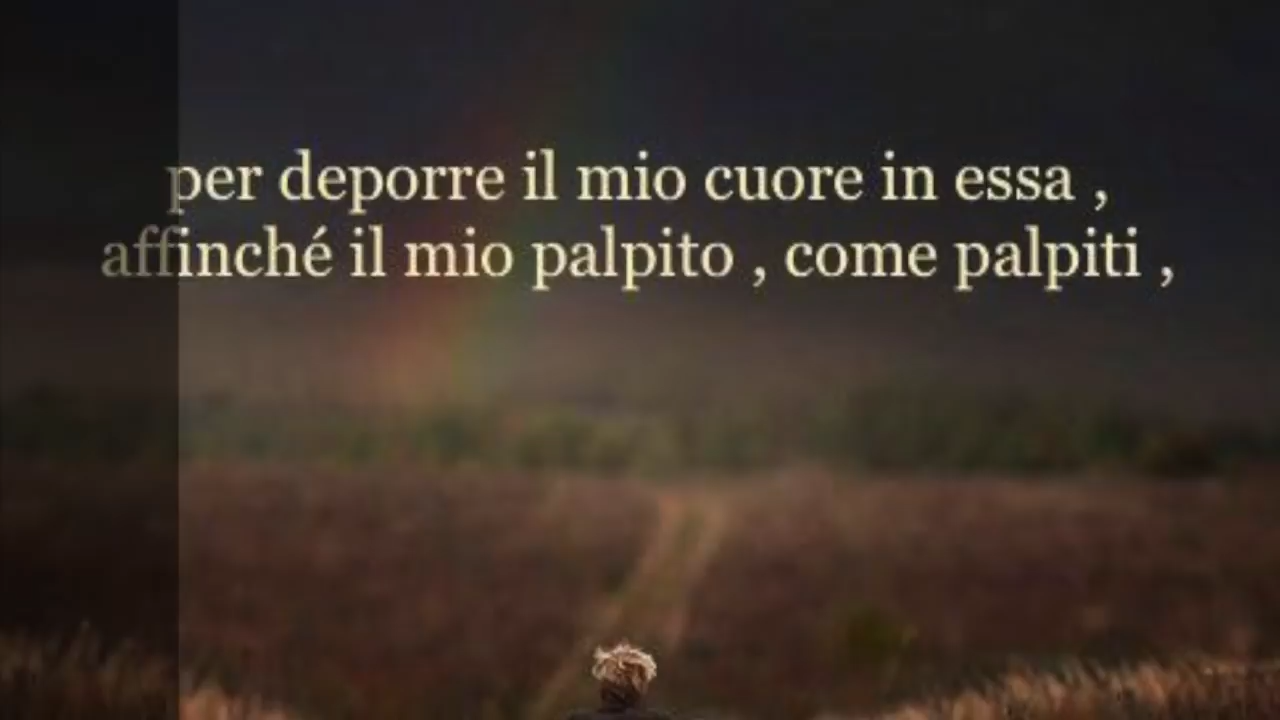 per deporre il mio cuore in essa ,
affinché il mio palpito , come palpiti ,